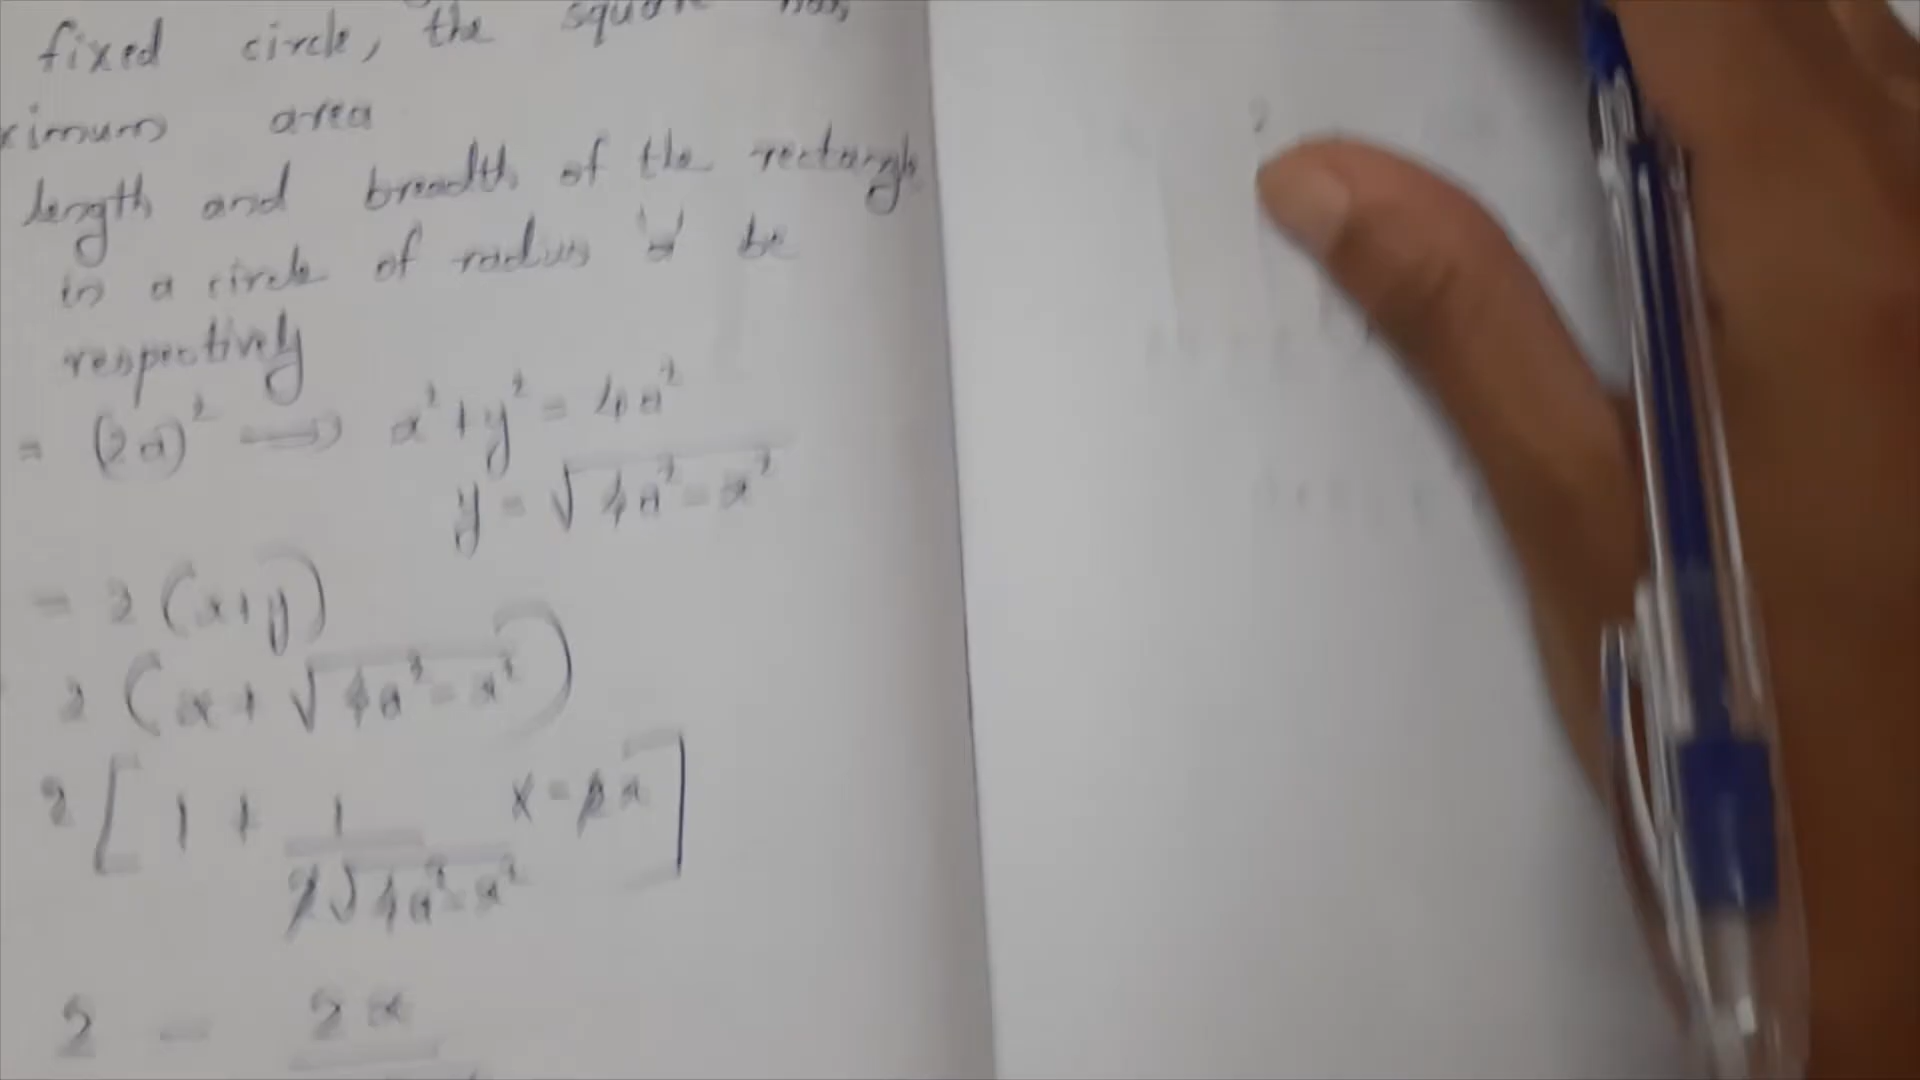 fixed circle, the square has
ximum area
length and breadth of the rectangle
in a circle of radius 'a' be
respectively
= (2a)² ⟹ x² + y² = 4a²
y = √4a² - x²
= 2 (x+y)
2 (x + √4a² - x²)
2 [ 1 + 1/2√4a² - x² × - 2x ]
2 - 2x